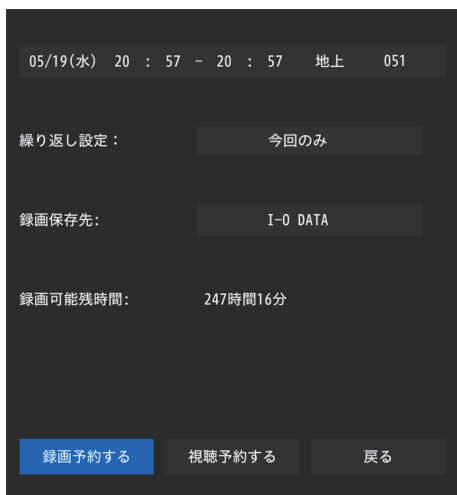 05/19(水) 20 : 57 - 20 : 57 地上 051
繰り返し設定： 今回のみ
録画保存先: I-O DATA
録画可能残時間: 247時間16分
録画予約する 視聴予約する 戻る